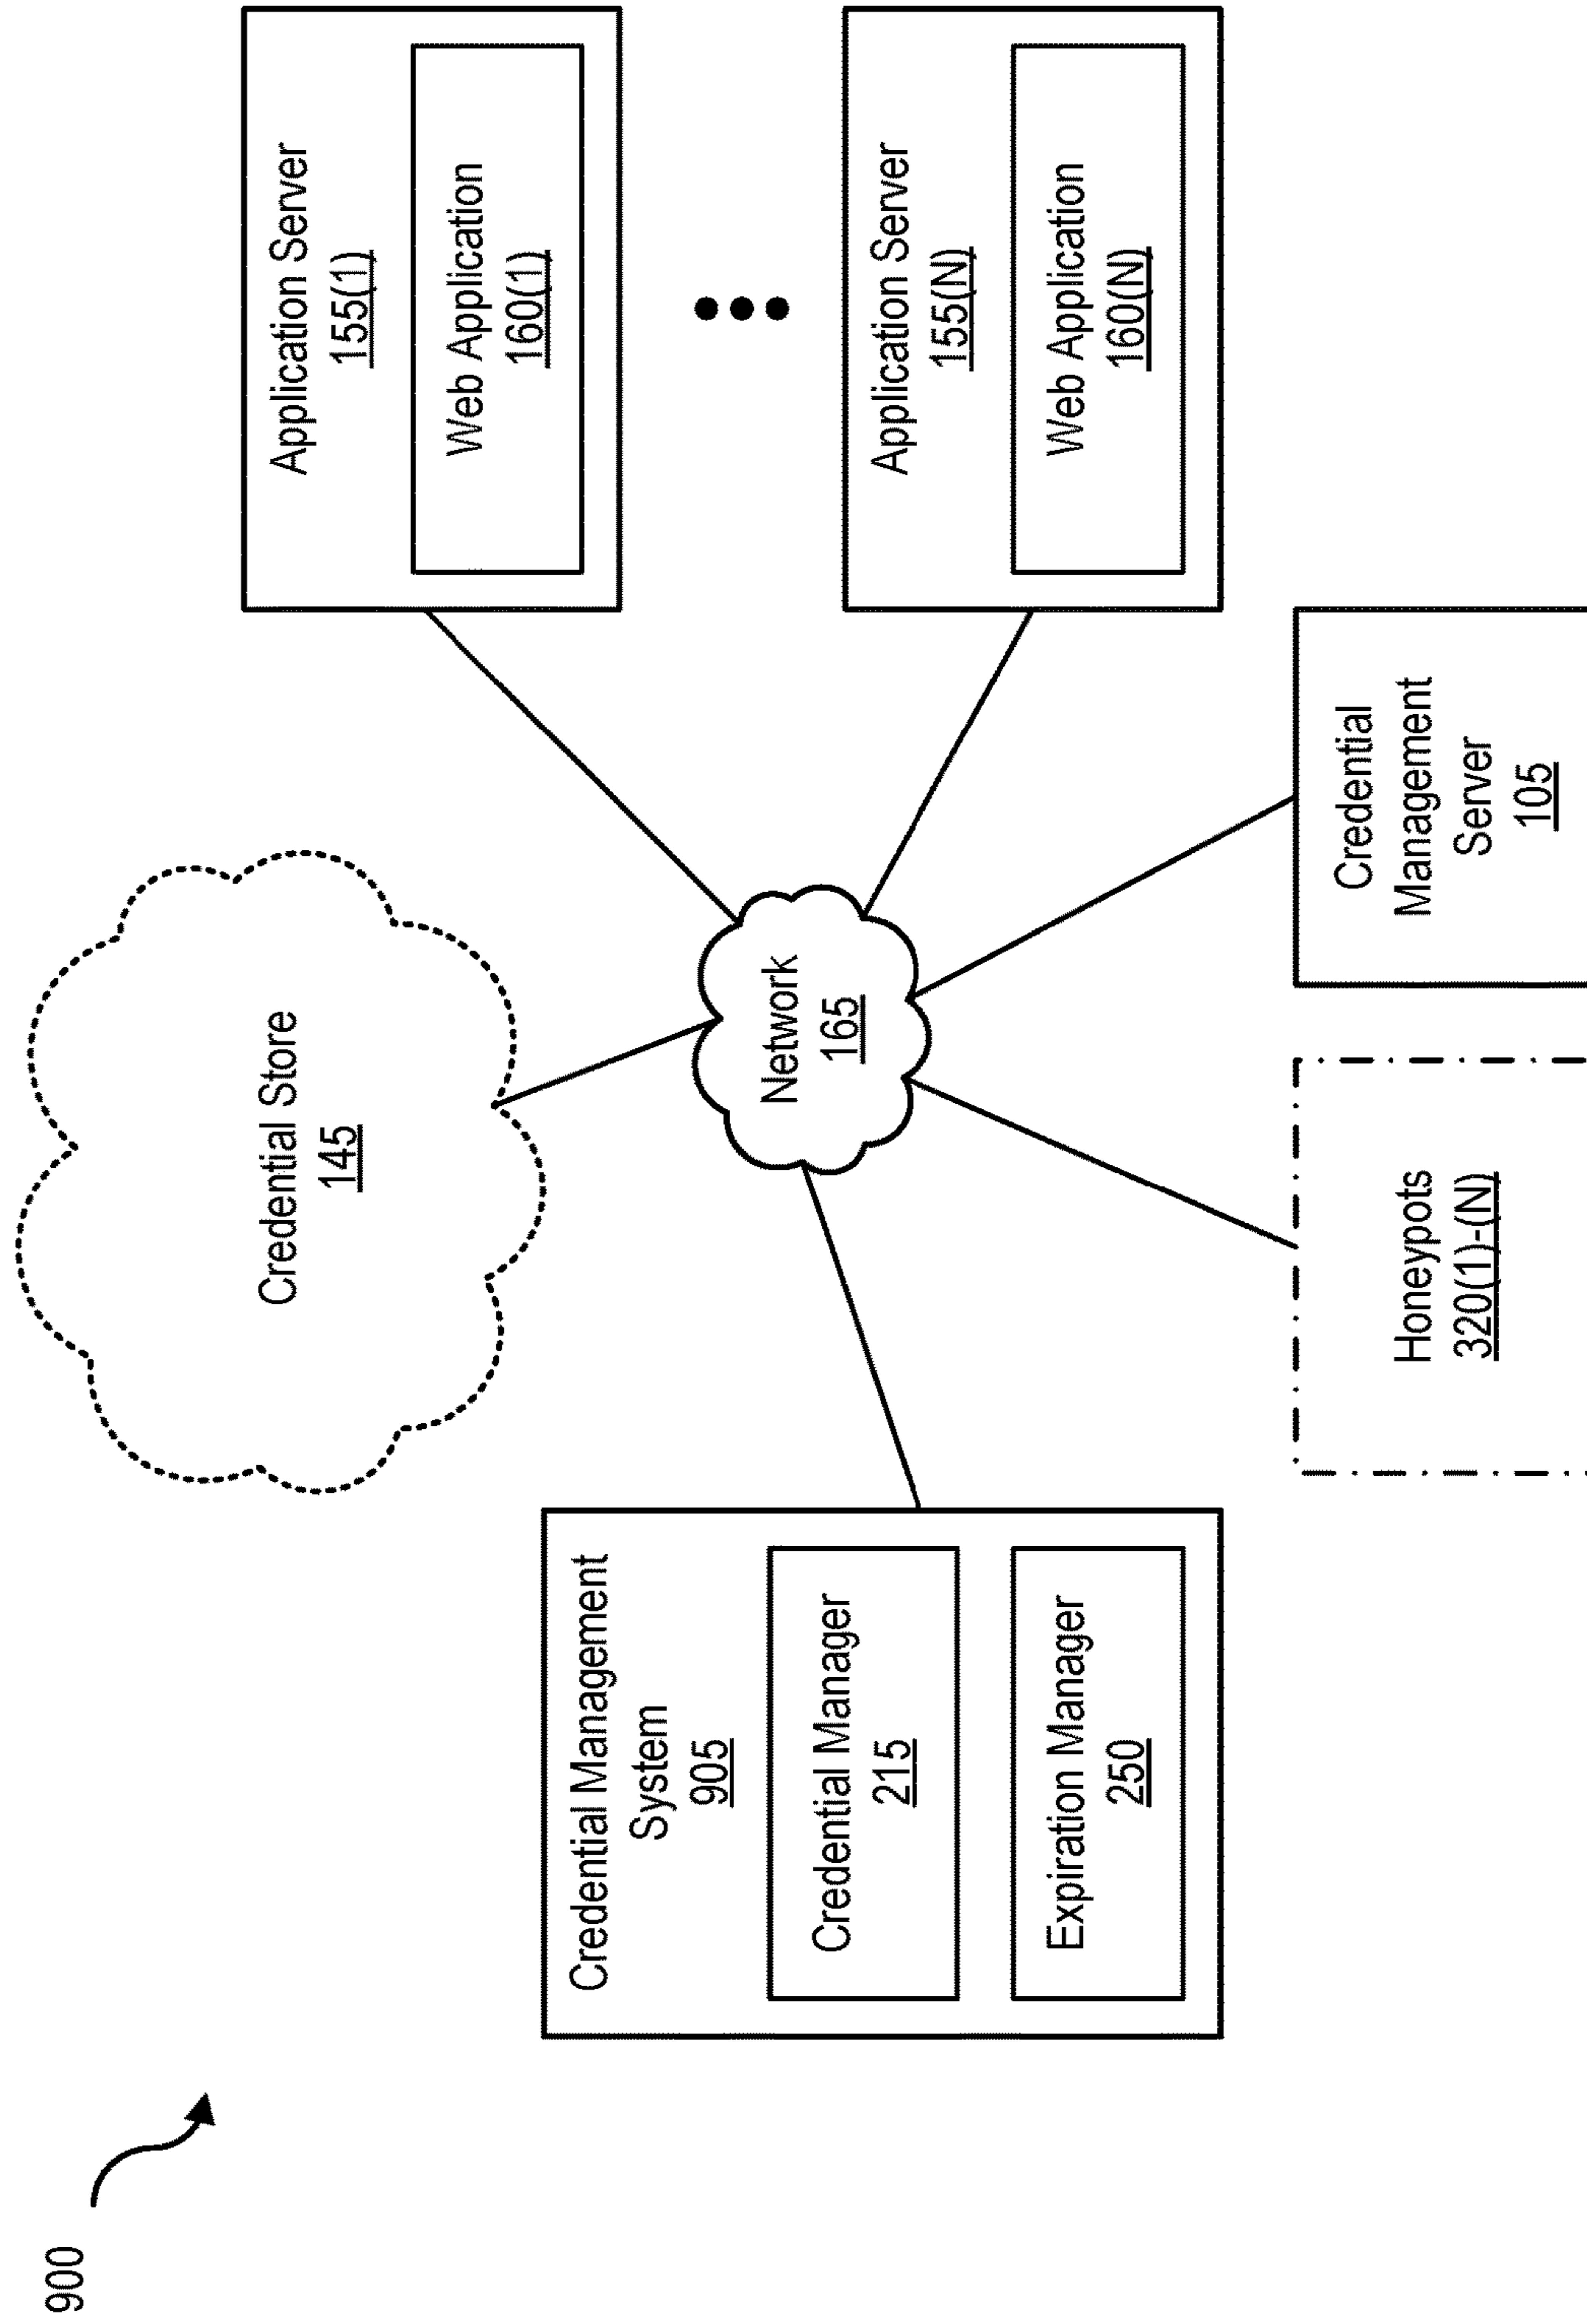 900
Credential Store
145
Application Server
155(1)
Web Application
160(1)
Credential Management
System
905
Credential Manager
215
Expiration Manager
250
Network
165
Application Server
155(N)
Web Application
160(N)
Honeypots
320(1)-(N)
Credential
Management
Server
105